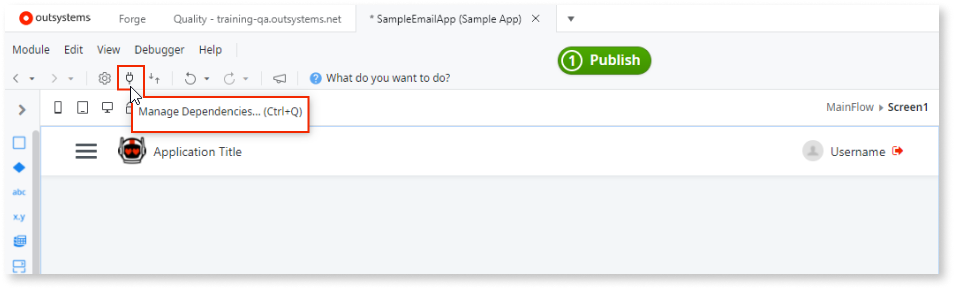 outsystems Forge Quality - training-qa.outsystems.net * SampleEmailApp (Sample App)
Module Edit View Debugger Help
1 Publish
? What do you want to do?
Manage Dependencies... (Ctrl+Q)
MainFlow Screen1
Application Title
Username
abc
x.y